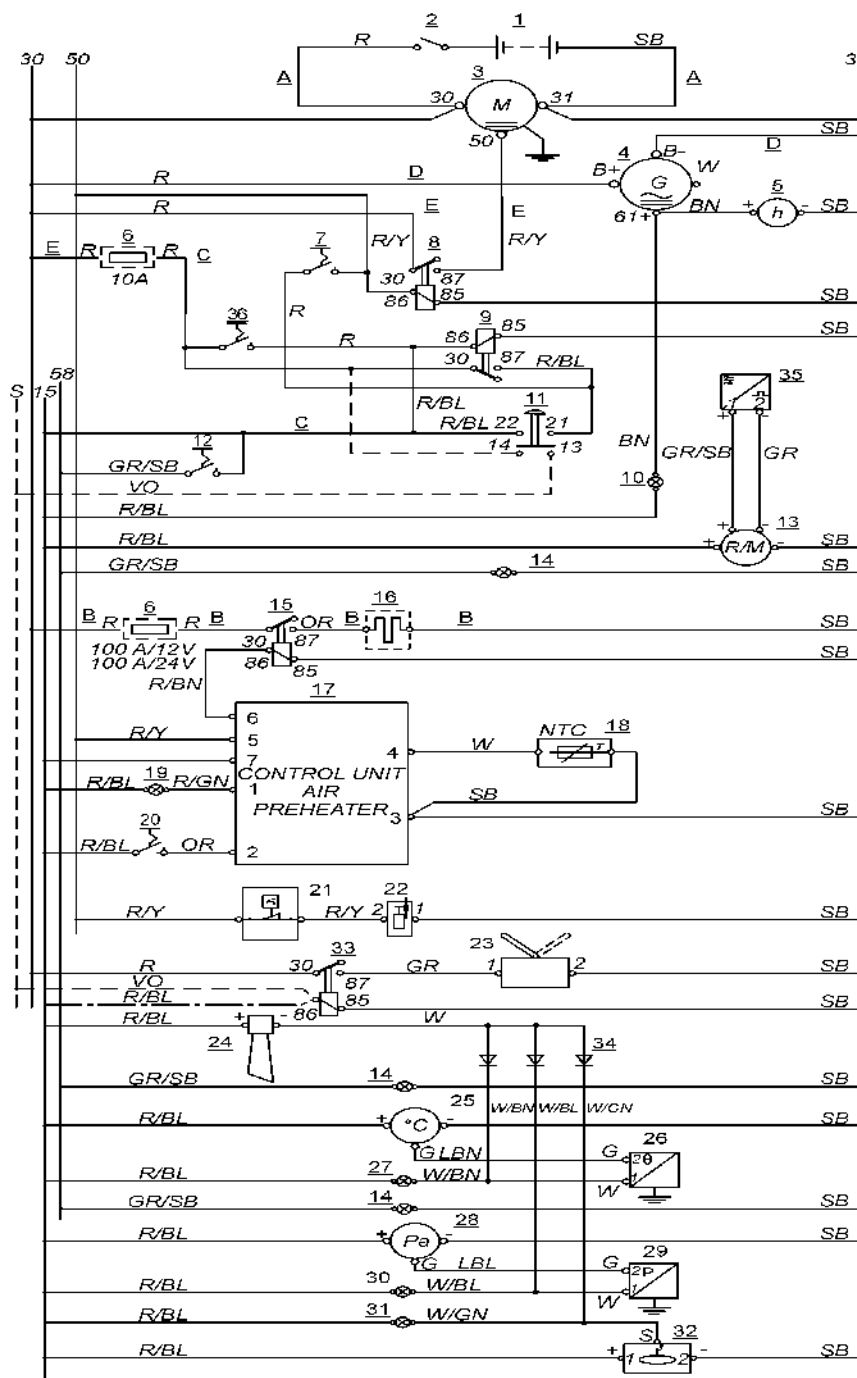 2 1
R SB
30 50 3
A 3 A
30 M 31
50 SB
4 B- D
R D B+ G W
5
R E E 61+ BN + h - SB
E R 6 R C 7 R/Y 8 R/Y
10A 30 87
86 85 SB
36 R 9
R 86 85 SB
30 87 R/BL
58
S 15 R/BL 11 35
C R/BL 22 21 1 2
12 14 13 BN + -
GR/SB GR/SB GR
VO 10
R/BL + - 13
R/BL + R/M - SB
GR/SB 14 SB
B R 6 R B 15 OR B 16 B SB
100 A/12V 30 87
100 A/24V 86 85 SB
R/BN 17
6
R/Y 5 NTC 18
7 4 W T
R/BL 19 R/GN 1 CONTROL UNIT
AIR
PREHEATER SB
20 3 SB
R/BL OR 2
21 22
R/Y R/Y 2 T 1 SB
33 23
R 30 GR 1 2 SB
VO 87
R/BL 86 85 SB
R/BL + - W
24 34
GR/SB 14 SB
25 W/BN W/BL W/GN
R/BL + °C - SB
G LBN G 26
27 2θ
R/BL W/BN 1
W
GR/SB 14 SB
28
R/BL + Pa - SB
G LBL G 29
30 2P
R/BL W/BL 1
W
R/BL 31 W/GN
S 32
R/BL + 1 2 - SB